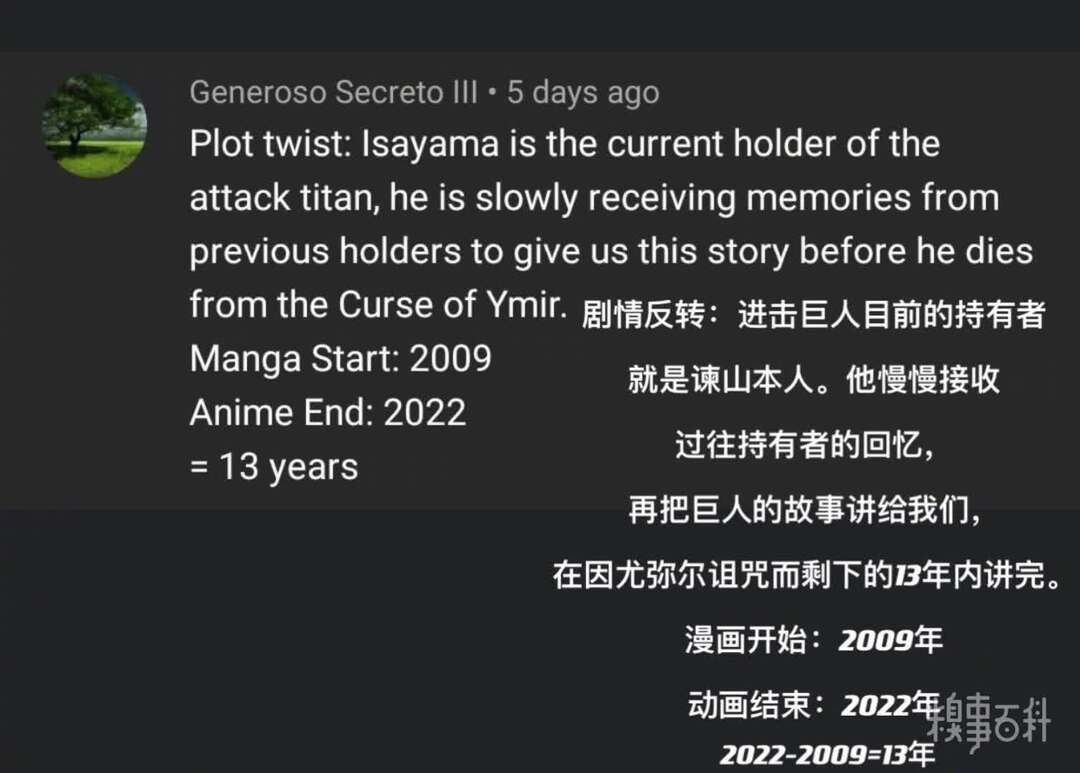 Generoso Secreto III • 5 days ago
Plot twist: Isayama is the current holder of the
attack titan, he is slowly receiving memories from
previous holders to give us this story before he dies
from the Curse of Ymir.
Manga Start: 2009
Anime End: 2022
= 13 years
剧情反转：进击巨人目前的持有者
就是谏山本人。他慢慢接收
过往持有者的回忆，
再把巨人的故事讲给我们，
在因尤弥尔诅咒而剩下的13年内讲完。
漫画开始：2009年
动画结束：2022年
2022-2009=13年
糗事百科